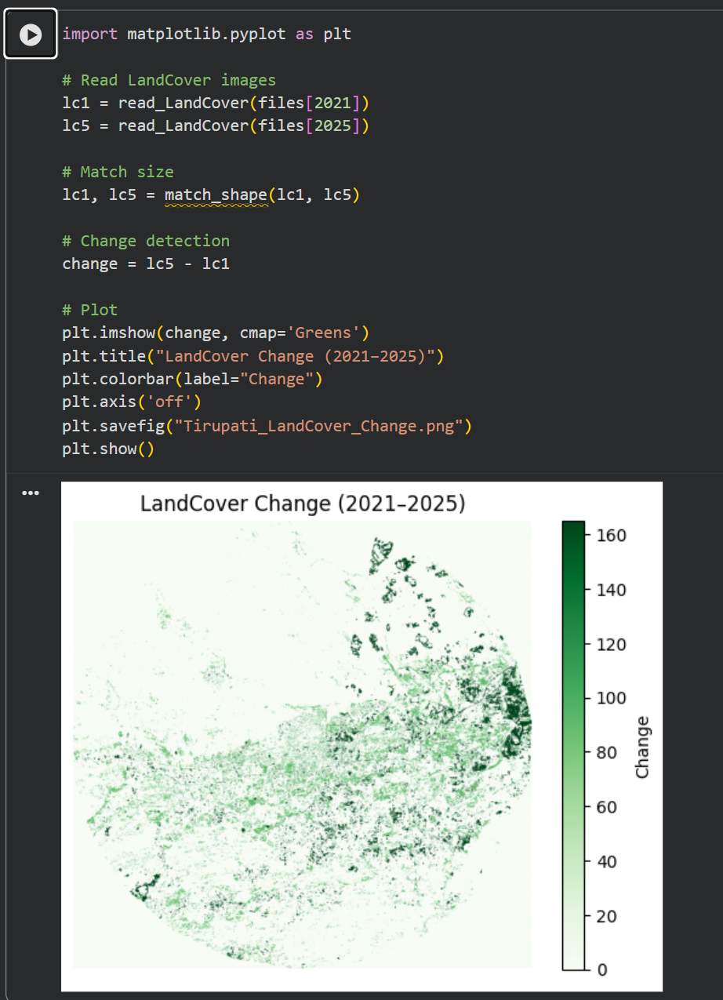 import matplotlib.pyplot as plt
# Read LandCover images
lc1 = read_LandCover(files[2021])
lc5 = read_LandCover(files[2025])
# Match size
lc1, lc5 = match_shape(lc1, lc5)
# Change detection
change = lc5 - lc1
# Plot
plt.imshow(change, cmap='Greens')
plt.title("LandCover Change (2021–2025)")
plt.colorbar(label="Change")
plt.axis('off')
plt.savefig("Tirupati_LandCover_Change.png")
plt.show()
LandCover Change (2021–2025)
160
140
120
100
80
60
40
20
0
Change